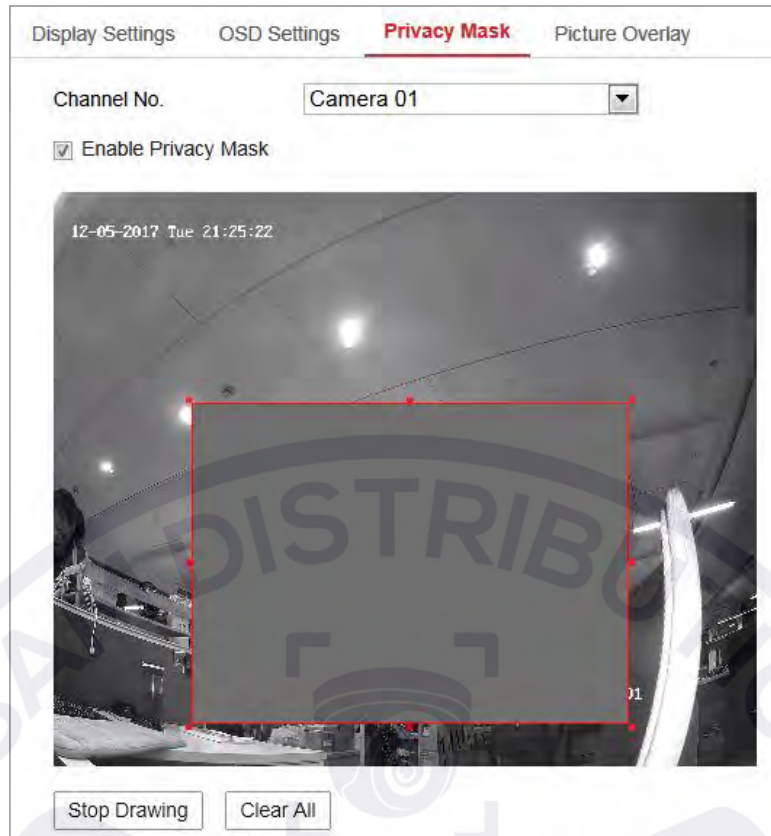 Display Settings OSD Settings Privacy Mask Picture Overlay
Channel No. Camera 01
Enable Privacy Mask
12-05-2017 Tue 21:25:22
DISTRIBU
01
Stop Drawing Clear All